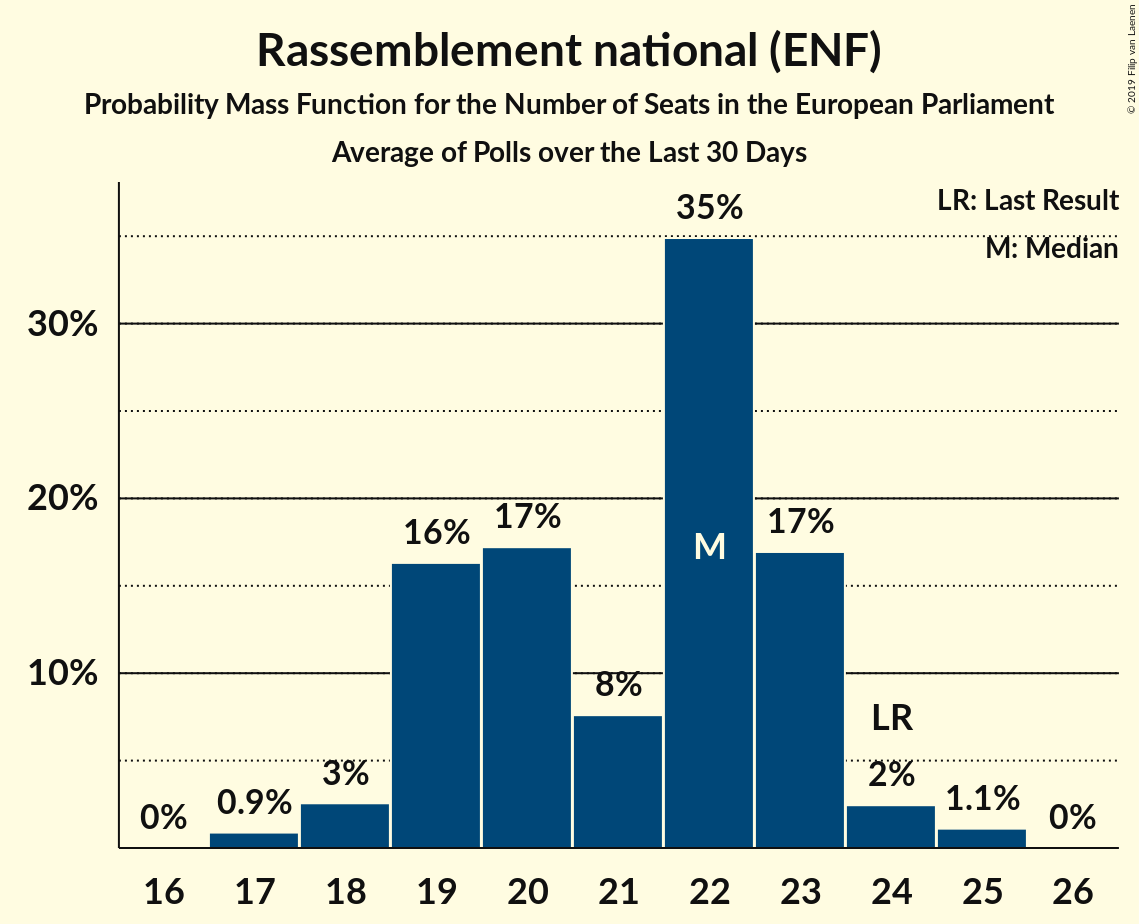 Rassemblement national (ENF)
Probability Mass Function for the Number of Seats in the European Parliament
Average of Polls over the Last 30 Days
© 2019 Filip van Laenen
LR: Last Result
M: Median
35%
30%
20%
17%
17%
16%
M
10%
8%
LR
3%
2%
0.9%
1.1%
0%
0%
16 17 18 19 20 21 22 23 24 25 26